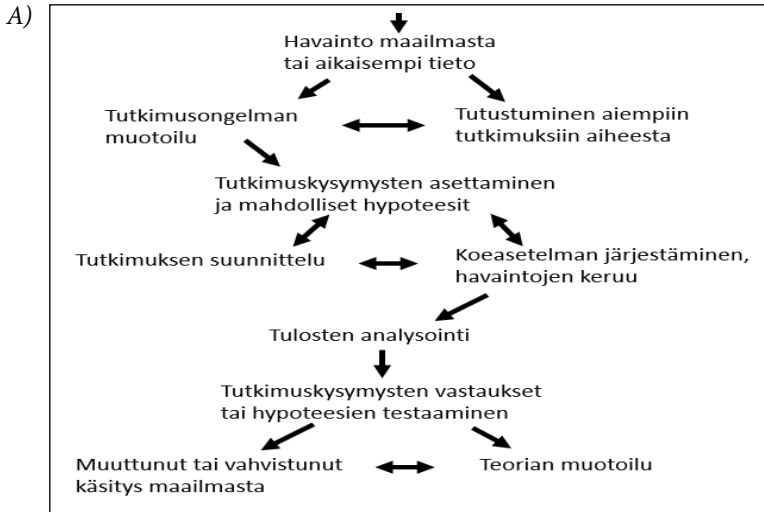 A)
Havainto maailmasta
tai aikaisempi tieto
Tutkimusongelman
muotoilu
Tutustuminen aiempiin
tutkimuksiin aiheesta
Tutkimuskysymysten asettaminen
ja mahdolliset hypoteesit
Tutkimuksen suunnittelu
Koeasetelman järjestäminen,
havaintojen keruu
Tulosten analysointi
Tutkimuskysymysten vastaukset
tai hypoteesien testaaminen
Muuttunut tai vahvistunut
käsitys maailmasta
Teorian muotoilu